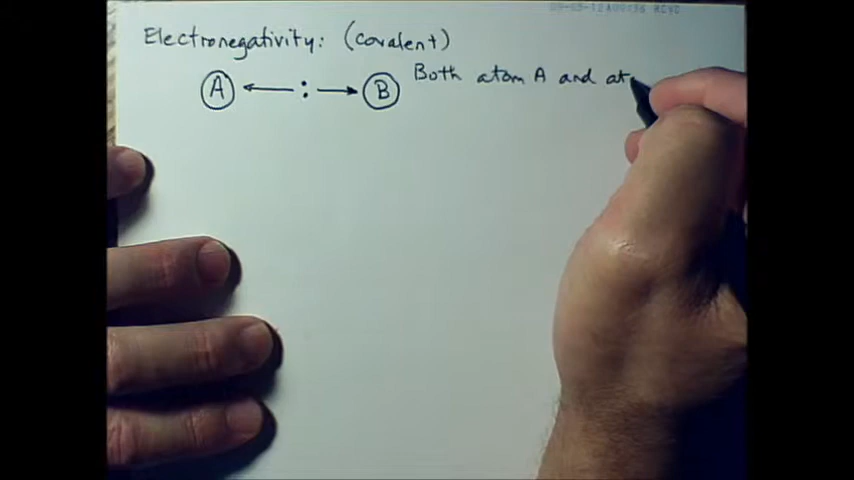 Electronegativity: (covalent)
A : B Both atom A and at